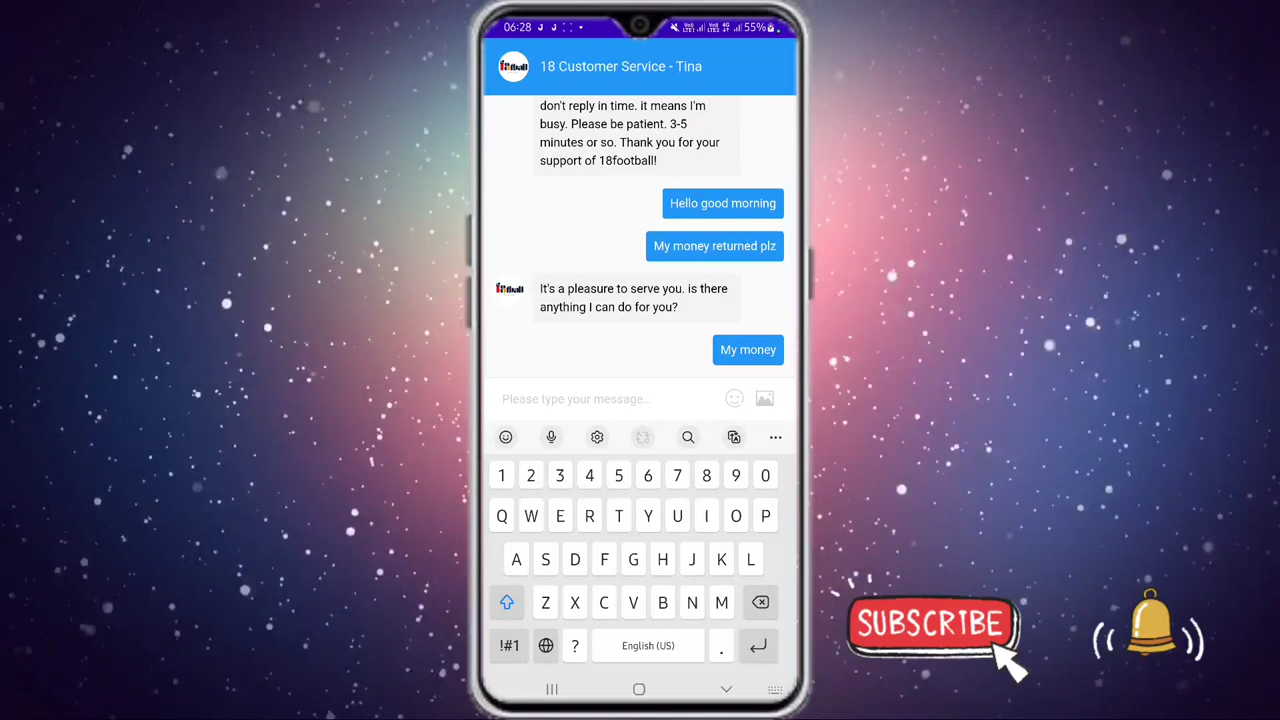 06:28
55%
18 Customer Service - Tina
don't reply in time. it means I'm
busy. Please be patient. 3-5
minutes or so. Thank you for your
support of 18football!
Hello good morning
My money returned plz
It's a pleasure to serve you. is there
anything I can do for you?
My money
Please type your message...
1 2 3 4 5 6 7 8 9 0
Q W E R T Y U I O P
A S D F G H J K L
Z X C V B N M
!#1 ? English (US) .
SUBSCRIBE